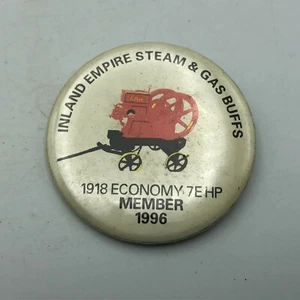 INLAND EMPIRE STEAM & GAS BUFFS
1918 ECONOMY 7E HP
MEMBER
1996